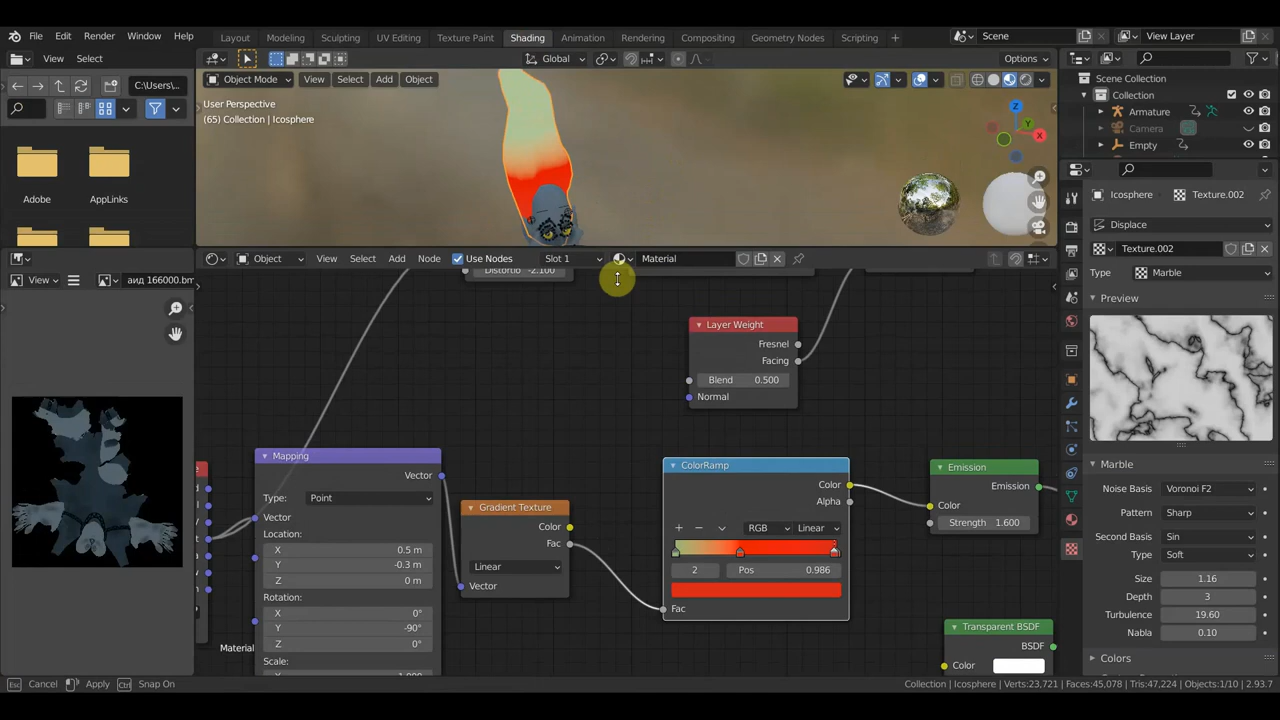 File Edit Render Window Help Layout Modeling Sculpting UV Editing Texture Paint Shading Animation Rendering Compositing Geometry Nodes Scripting + Scene View Layer
View Select Global Options
C:\Users\... Object Mode View Select Add Object Scene Collection
User Perspective
(65) Collection | Icosphere
Collection
Armature
Camera
Empty
X
Y
Z
Adobe AppLinks
Icosphere Texture.002
Displace
Texture.002
Type Marble
Preview
View аид 166000.bm
Object View Select Add Node Use Nodes Slot 1 Material
Distortio -2.100
Layer Weight
Fresnel
Facing
Blend 0.500
Normal
Mapping
Vector
Type: Point
Vector
Location:
X 0.5 m
Y -0.3 m
Z 0 m
Rotation:
X 0°
Y -90°
Z 0°
Scale:
Material
Gradient Texture
Color
Fac
Linear
Vector
ColorRamp
Color
Alpha
+ − RGB Linear
2 Pos 0.986
Fac
Emission
Emission
Color
Strength 1.600
Transparent BSDF
BSDF
Color
Marble
Noise Basis Voronoi F2
Pattern Sharp
Second Basis Sin
Type Soft
Size 1.16
Depth 3
Turbulence 19.60
Nabla 0.10
Colors
Esc Cancel Apply Ctrl Snap On Collection | Icosphere | Verts:23,721 | Faces:45,078 | Tris:47,224 | Objects:1/10 | 2.93.7